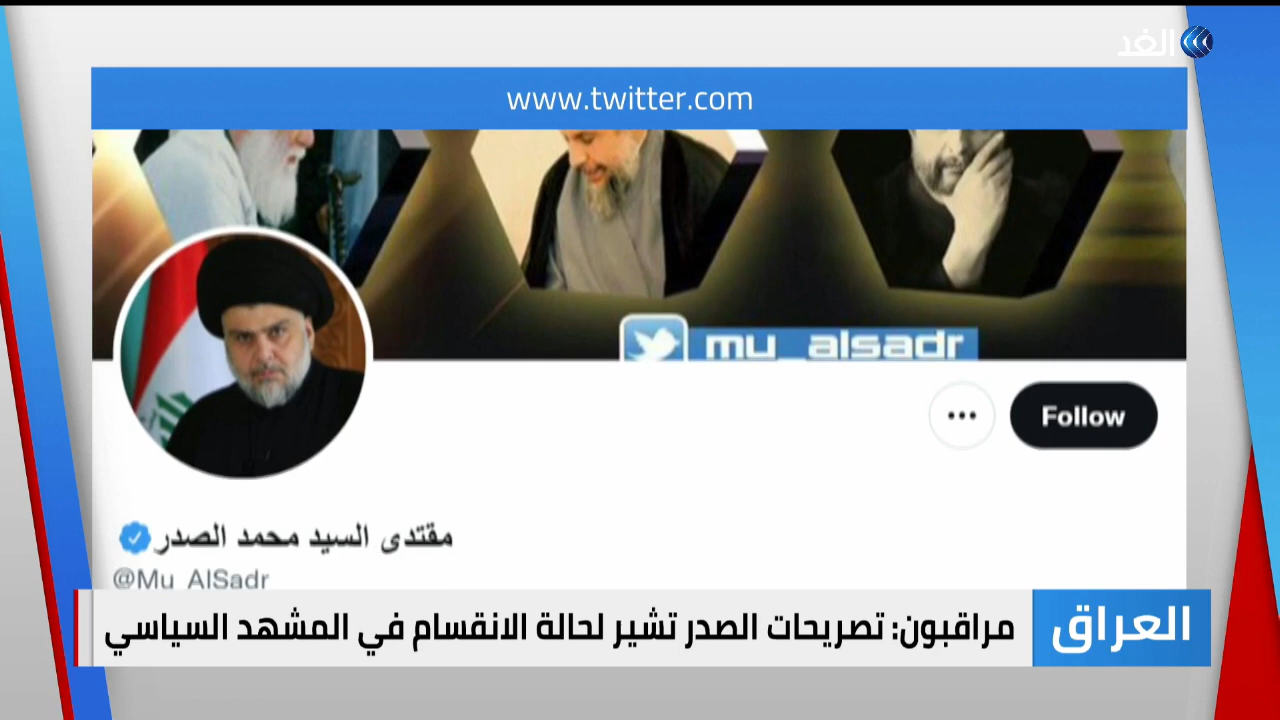 الغد
www.twitter.com
mu_alsadr
Follow
مقتدى السيد محمد الصدر
@Mu_AlSadr
العراق
مراقبون: تصريحات الصدر تشير لحالة الانقسام في المشهد السياسي